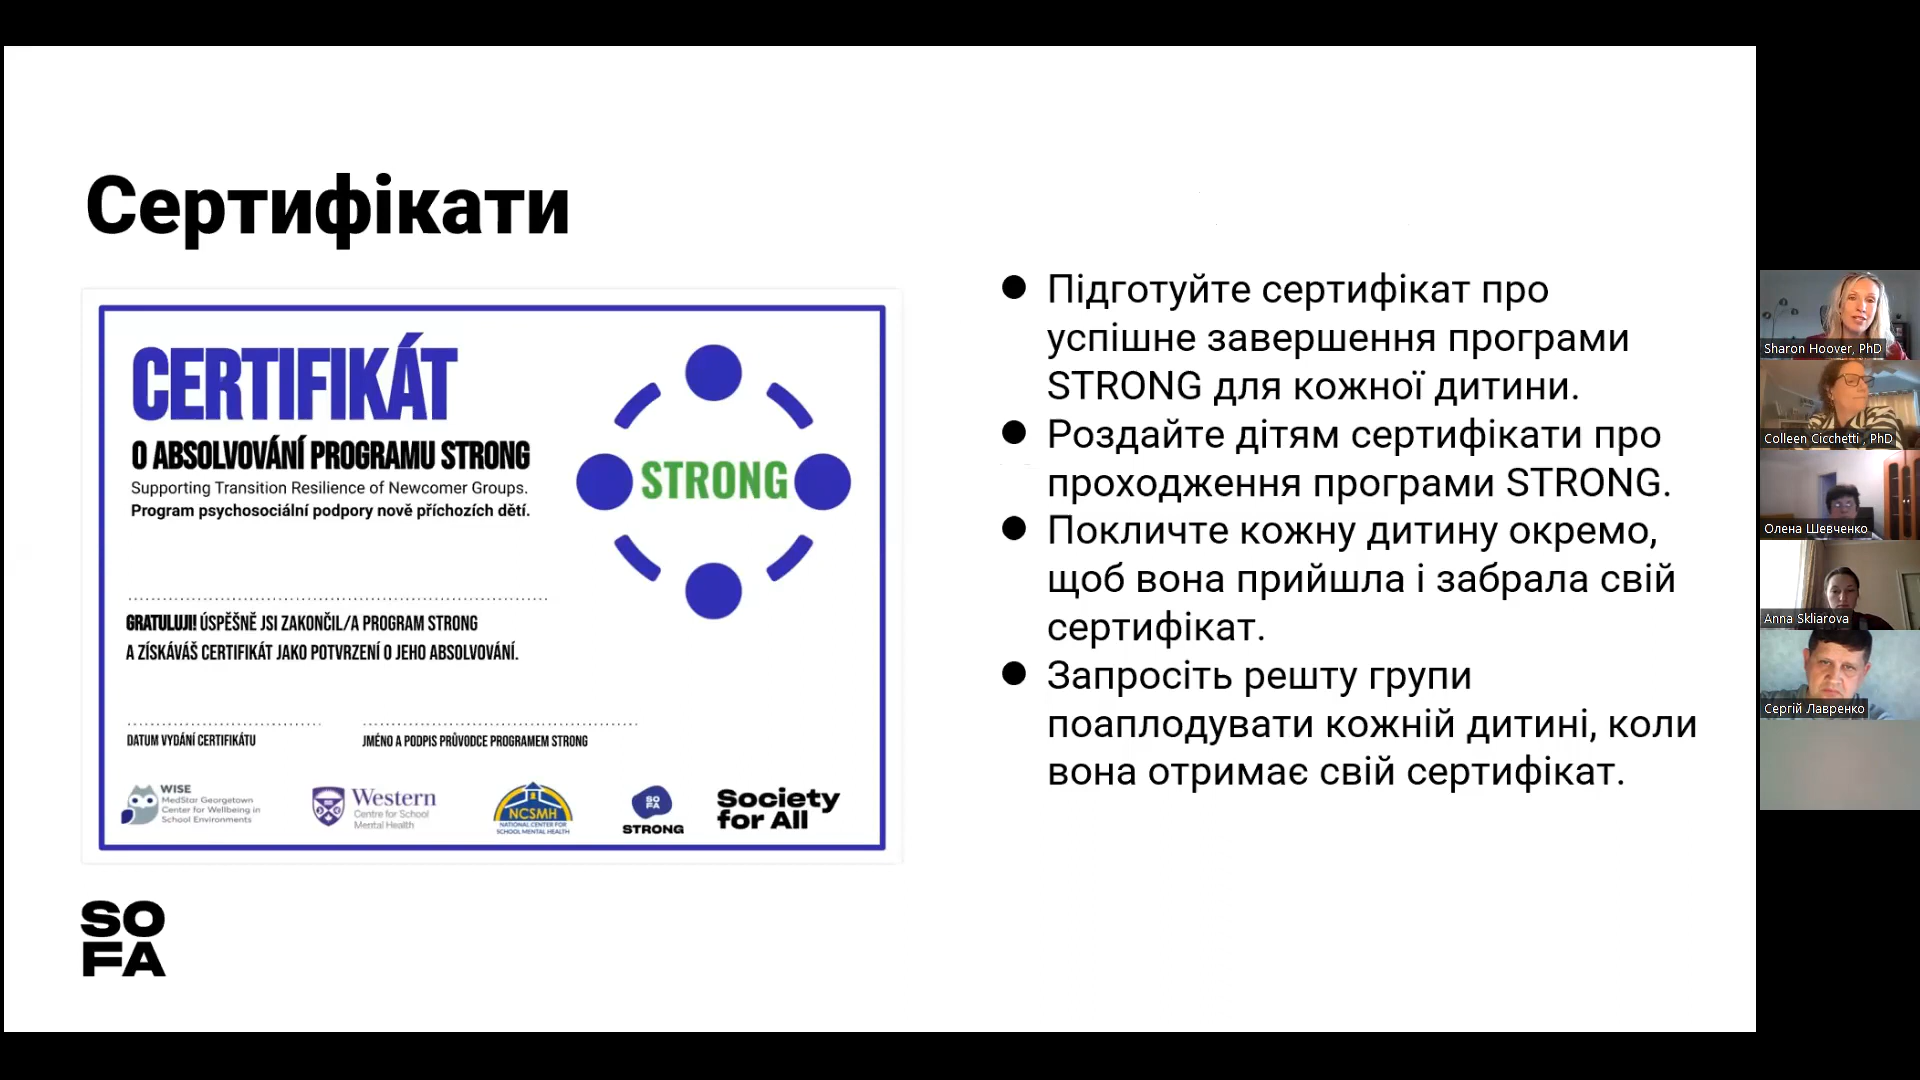 Сертифікати
CERTIFIKÁT
O ABSOLVOVÁNÍ PROGRAMU STRONG
Supporting Transition Resilience of Newcomer Groups.
Program psychosociální podpory nově příchozích dětí.
STRONG
GRATULUJI! ÚSPĚŠNĚ JSI ZAKONČIL/A PROGRAM STRONG
A ZÍSKÁVÁŠ CERTIFIKÁT JAKO POTVRZENÍ O JEHO ABSOLVOVÁNÍ.
DATUM VYDÁNÍ CERTIFIKÁTU
JMÉNO A PODPIS PRŮVODCE PROGRAMEM STRONG
WISE
MedStar Georgetown
Center for Wellbeing in
School Environments
Western
Centre for School
Mental Health
NCSMH
NATIONAL CENTER FOR
SCHOOL MENTAL HEALTH
SO
FA
STRONG
Society
for All
SO
FA
● Підготуйте сертифікат про
успішне завершення програми
STRONG для кожної дитини.
● Роздайте дітям сертифікати про
проходження програми STRONG.
● Покличте кожну дитину окремо,
щоб вона прийшла і забрала свій
сертифікат.
● Запросіть решту групи
поаплодувати кожній дитині, коли
вона отримає свій сертифікат.
Sharon Hoover, PhD
Colleen Cicchetti , PhD
Олена Шевченко
Anna Skliarova
Сергій Лавренко